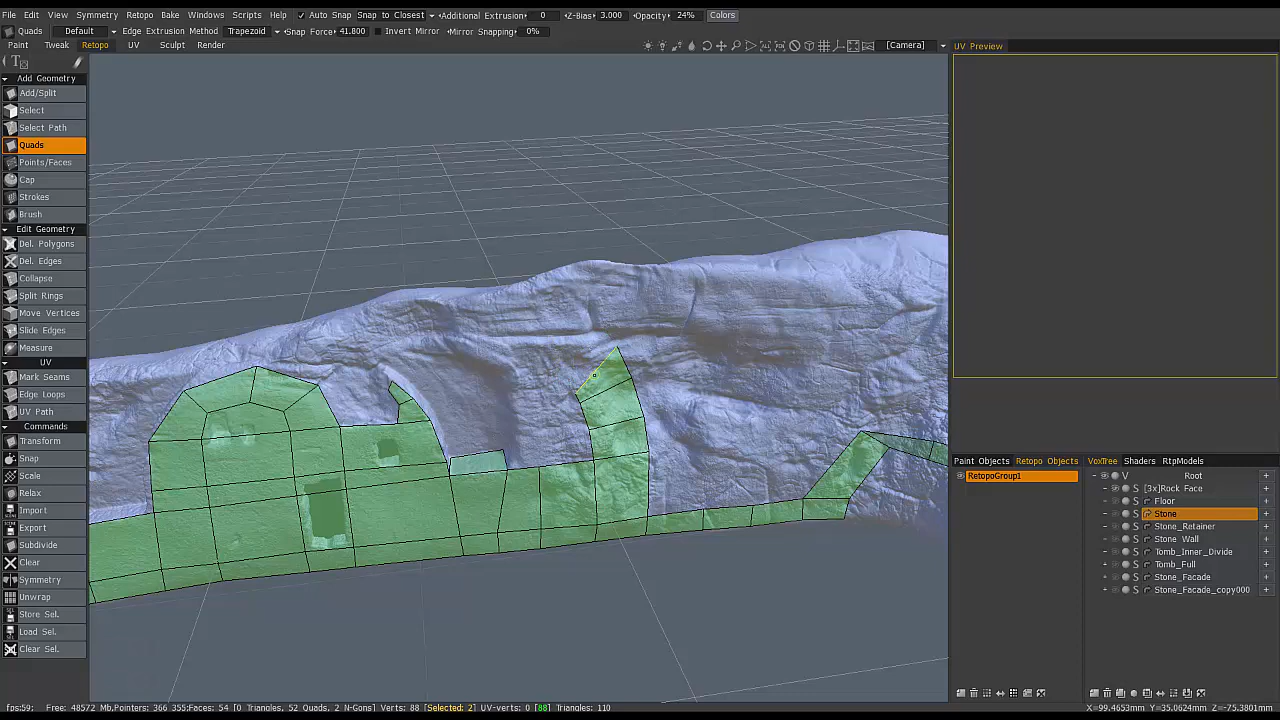 File Edit View Symmetry Retopo Bake Windows Scripts Help Auto Snap Snap to Closest Additional Extrusion 0 Z-Bias 3.000 Opacity 24% Colors
Quads Default Edge Extrusion Method Trapezoid Snap Force 41.800 Invert Mirror Mirror Snapping 0%
Paint Tweak Retopo UV Sculpt Render [Camera] UV Preview
Add Geometry
Add/Split
Select
Select Path
Quads
Points/Faces
Cap
Strokes
Brush
Edit Geometry
Del. Polygons
Del. Edges
Collapse
Split Rings
Move Vertices
Slide Edges
Measure
UV
Mark Seams
Edge Loops
UV Path
Commands
Transform
Snap
Scale
Relax
Import
Export
Subdivide
Clear
Symmetry
Unwrap
Store Sel.
Load Sel.
Clear Sel.
Paint Objects Retopo Objects
RetopoGroup1
VoxTree Shaders RtpModels
V Root
S [3x]Rock Face
S Floor
S Stone
S Stone_Retainer
S Stone Wall
S Tomb_Inner_Divide
S Tomb_Full
S Stone_Facade
S Stone_Facade_copy000
fps:59; Free: 48572 Mb,Points: 366 355:Faces: 54 [0 Triangles, 52 Quads, 2 N-Gons] Verts: 88 [Selected: 2] UV-verts: 0 [88] Triangles: 110
X=99.4653mm Y=35.0624mm Z=-75.3801mm